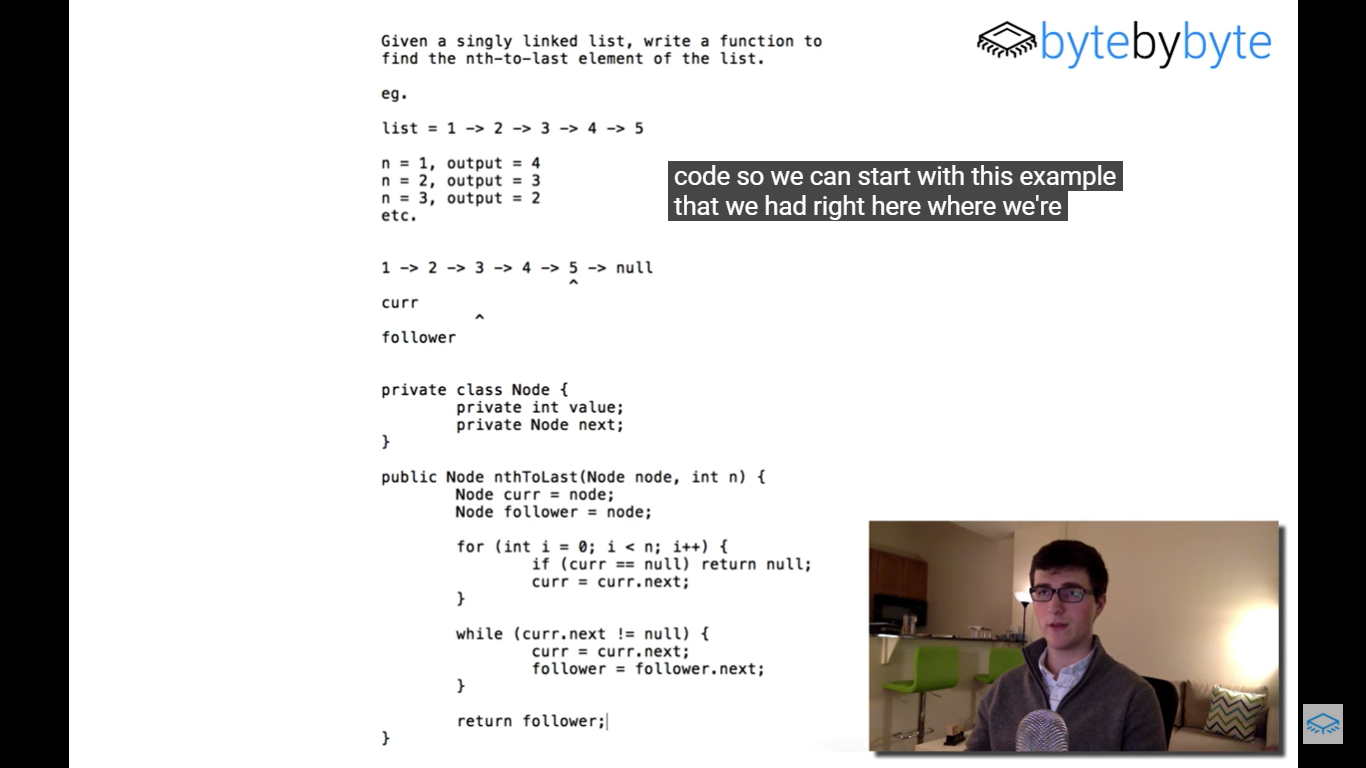 Given a singly linked list, write a function to
find the nth-to-last element of the list.
eg.
list = 1 -> 2 -> 3 -> 4 -> 5
n = 1, output = 4
n = 2, output = 3
n = 3, output = 2
etc.
1 -> 2 -> 3 -> 4 -> 5 -> null
^
curr
^
follower
private class Node {
private int value;
private Node next;
}
public Node nthToLast(Node node, int n) {
Node curr = node;
Node follower = node;
for (int i = 0; i < n; i++) {
if (curr == null) return null;
curr = curr.next;
}
while (curr.next != null) {
curr = curr.next;
follower = follower.next;
}
return follower;
}
bytebybyte
code so we can start with this example
that we had right here where we're